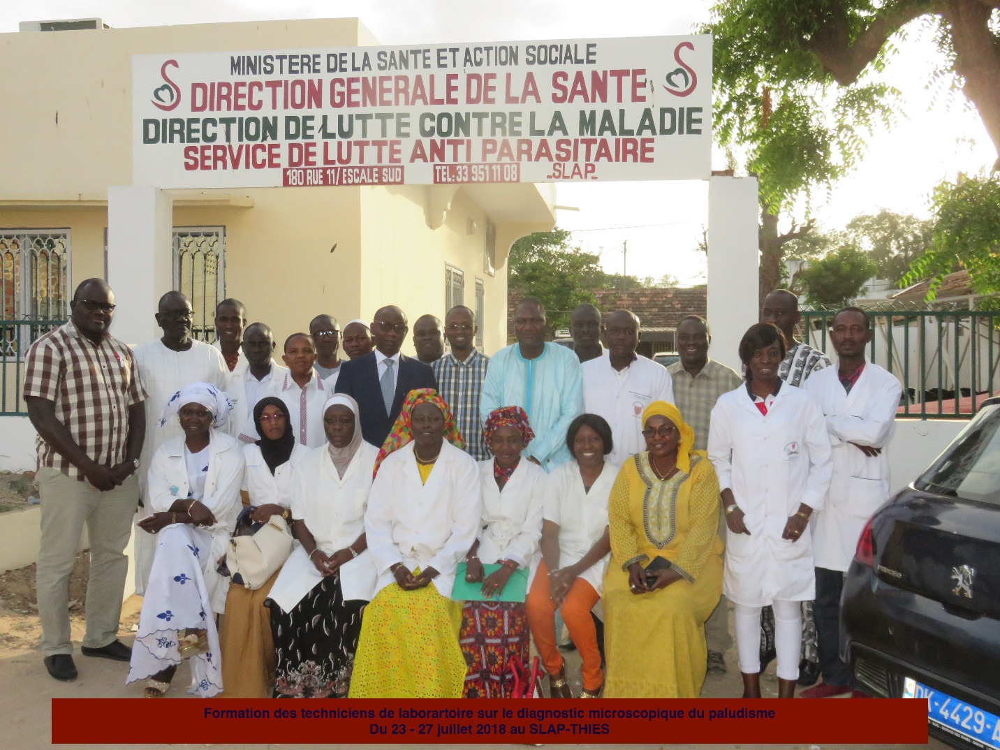 MINISTERE DE LA SANTE ET ACTION SOCIALE
DIRECTION GENERALE DE LA SANTE
DIRECTION DE LUTTE CONTRE LA MALADIE
SERVICE DE LUTTE ANTI PARASITAIRE
180 RUE 11/ ESCALE SUD TEL: 33 951 11 08 -SLAP-
PEUGEO
DK-4429-A
Formation des techniciens de laborartoire sur le diagnostic microscopique du paludisme
Du 23 - 27 juillet 2018 au SLAP-THIES